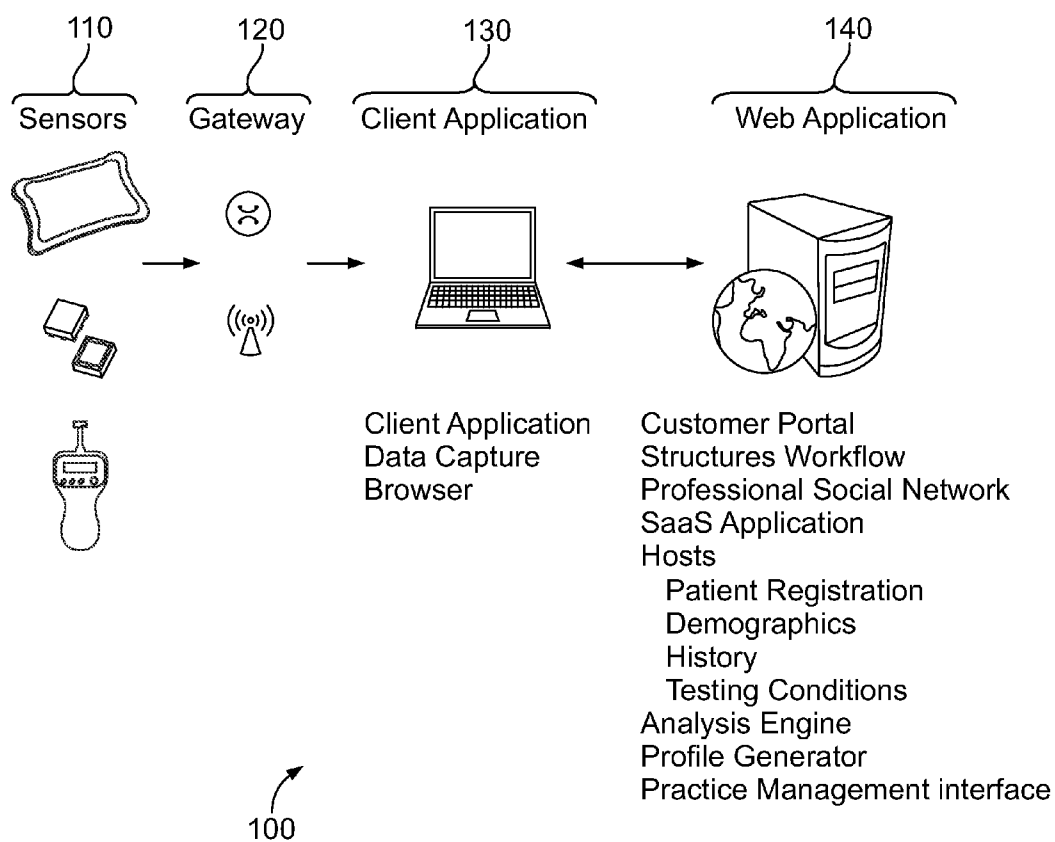 110 120 130 140
Sensors Gateway Client Application Web Application
Client Application
Data Capture
Browser
Customer Portal
Structures Workflow
Professional Social Network
SaaS Application
Hosts
Patient Registration
Demographics
History
Testing Conditions
Analysis Engine
Profile Generator
Practice Management interface
100